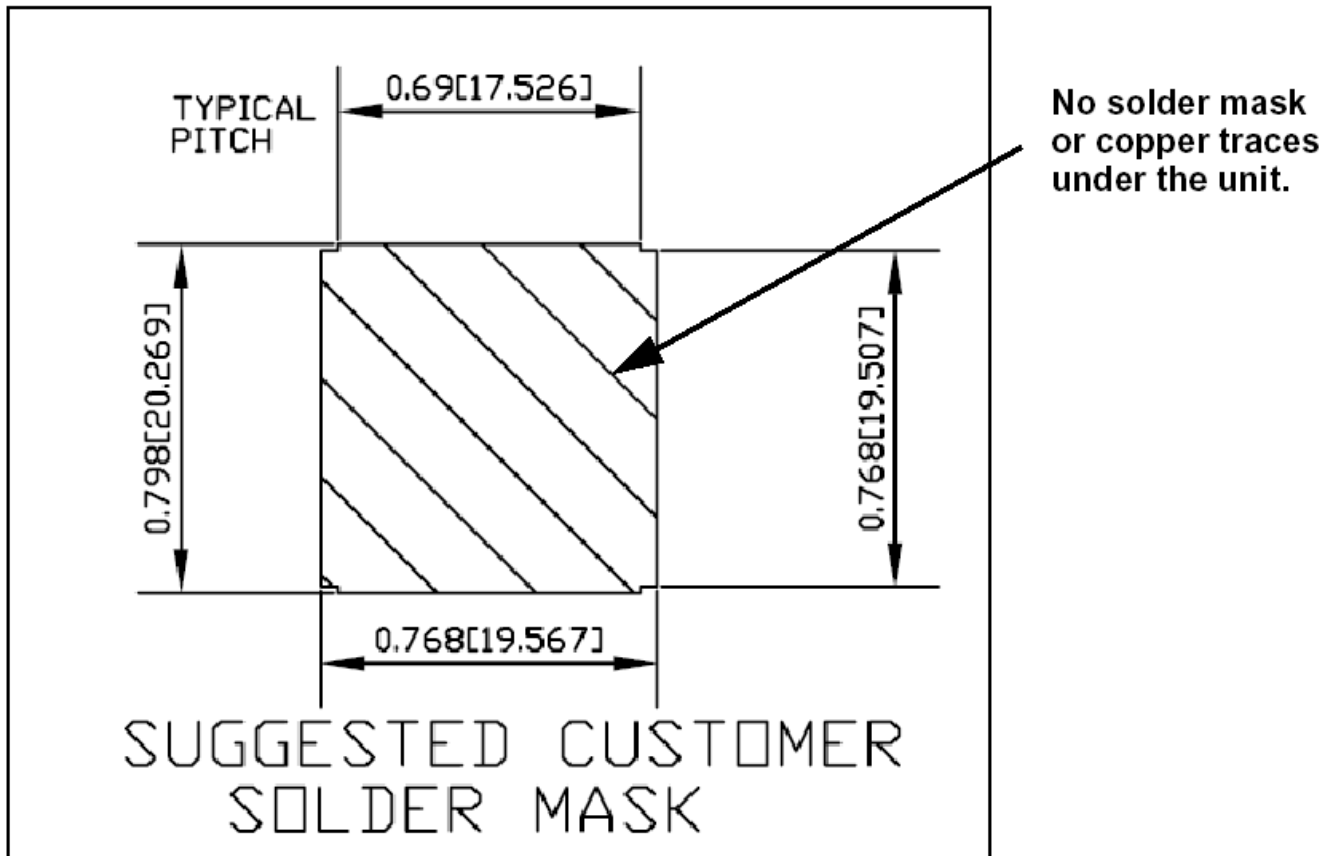 TYPICAL
PITCH
0.69[17.526]
No solder mask
or copper traces
under the unit.
0.798[20.269]
0.768[19.507]
0.768[19.567]
SUGGESTED CUSTOMER
SOLDER MASK